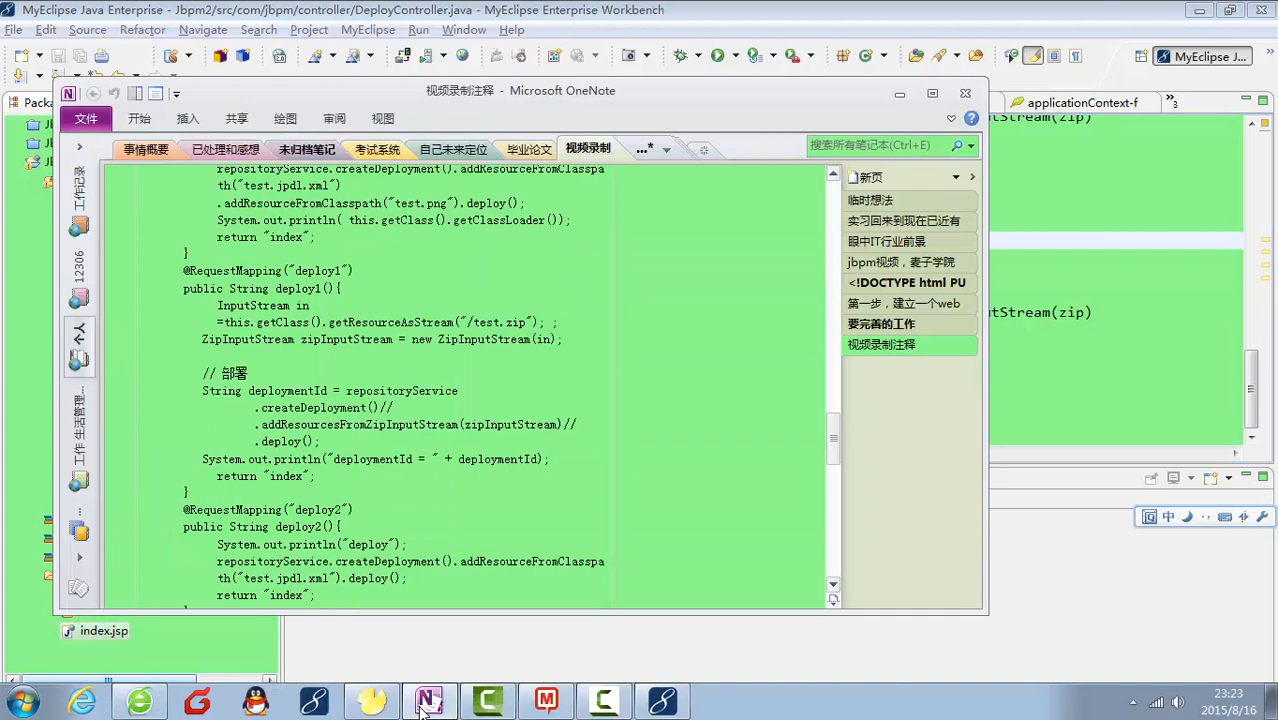 MyEclipse Java Enterprise - Jbpm2/src/com/jbpm/controller/DeployController.java - MyEclipse Enterprise Workbench
File Edit Source Refactor Navigate Search Project MyEclipse Run Window Help
MyEclipse J...
Packa
applicationContext-f
3
视频录制注释 - Microsoft OneNote
文件 开始 插入 共享 绘图 审阅 视图
事情概要 已处理和感想 未归档笔记 考试系统 自己未来定位 毕业论文 视频录制 ...*
搜索所有笔记本(Ctrl+E)
工作记录
12306
个人
工作 生活管理...
repositoryService.createDeployment().addResourceFromClasspa
th("test.jpdl.xml")
.addResourceFromClasspath("test.png").deploy();
System.out.println( this.getClass().getClassLoader());
return "index";
}
@RequestMapping("deploy1")
public String deploy1(){
InputStream in
=this.getClass().getResourceAsStream("/test.zip"); ;
ZipInputStream zipInputStream = new ZipInputStream(in);
// 部署
String deploymentId = repositoryService
.createDeployment()//
.addResourcesFromZipInputStream(zipInputStream)//
.deploy();
System.out.println("deploymentId = " + deploymentId);
return "index";
}
@RequestMapping("deploy2")
public String deploy2(){
System.out.println("deploy");
repositoryService.createDeployment().addResourceFromClasspa
th("test.jpdl.xml").deploy();
return "index";
新页
临时想法
实习回来到现在已近有
眼中IT行业前景
jbpm视频，麦子学院
<!DOCTYPE html PU
第一步，建立一个web
要完善的工作
视频录制注释
utStream(zip)
utStream(zip)
中
index.jsp
23:23
2015/8/16